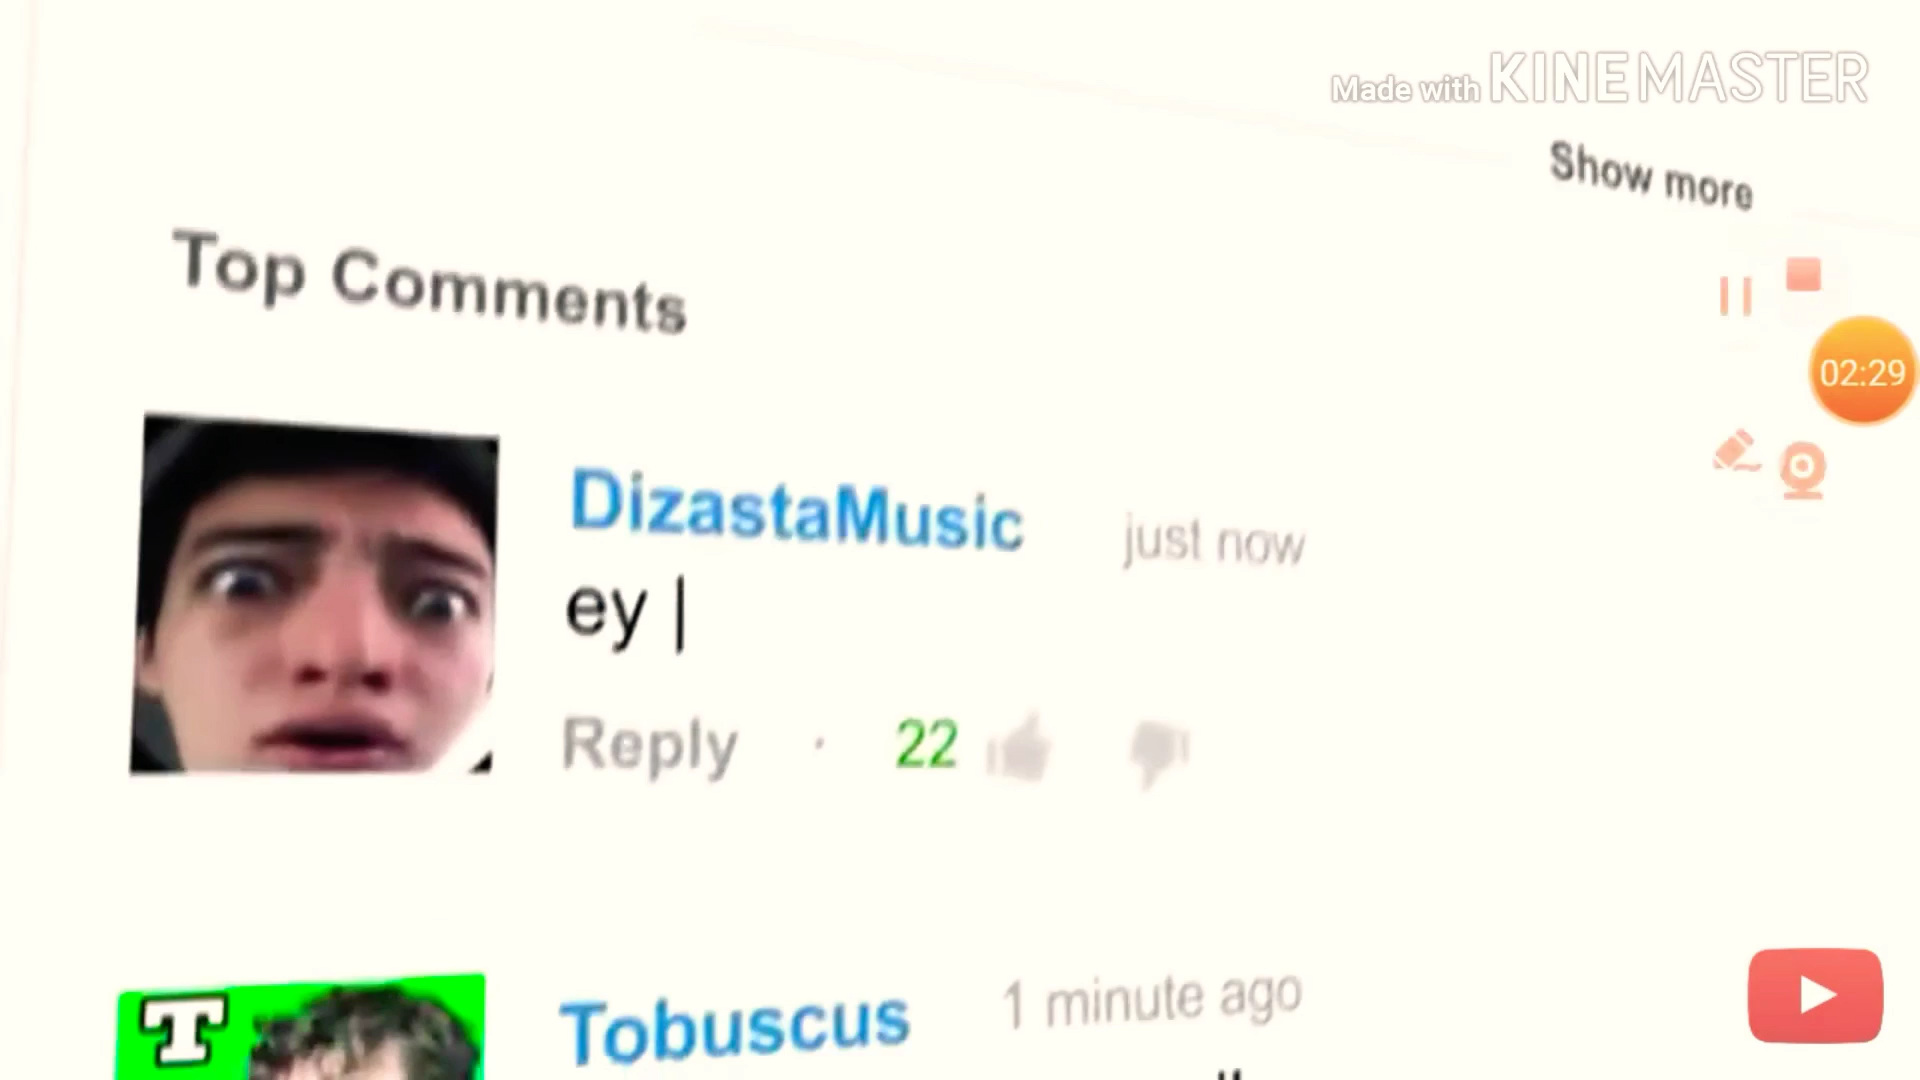 Made with KINEMASTER
Show more
Top Comments
02:29
DizastaMusic just now
ey |
Reply · 22
T
Tobuscus 1 minute ago